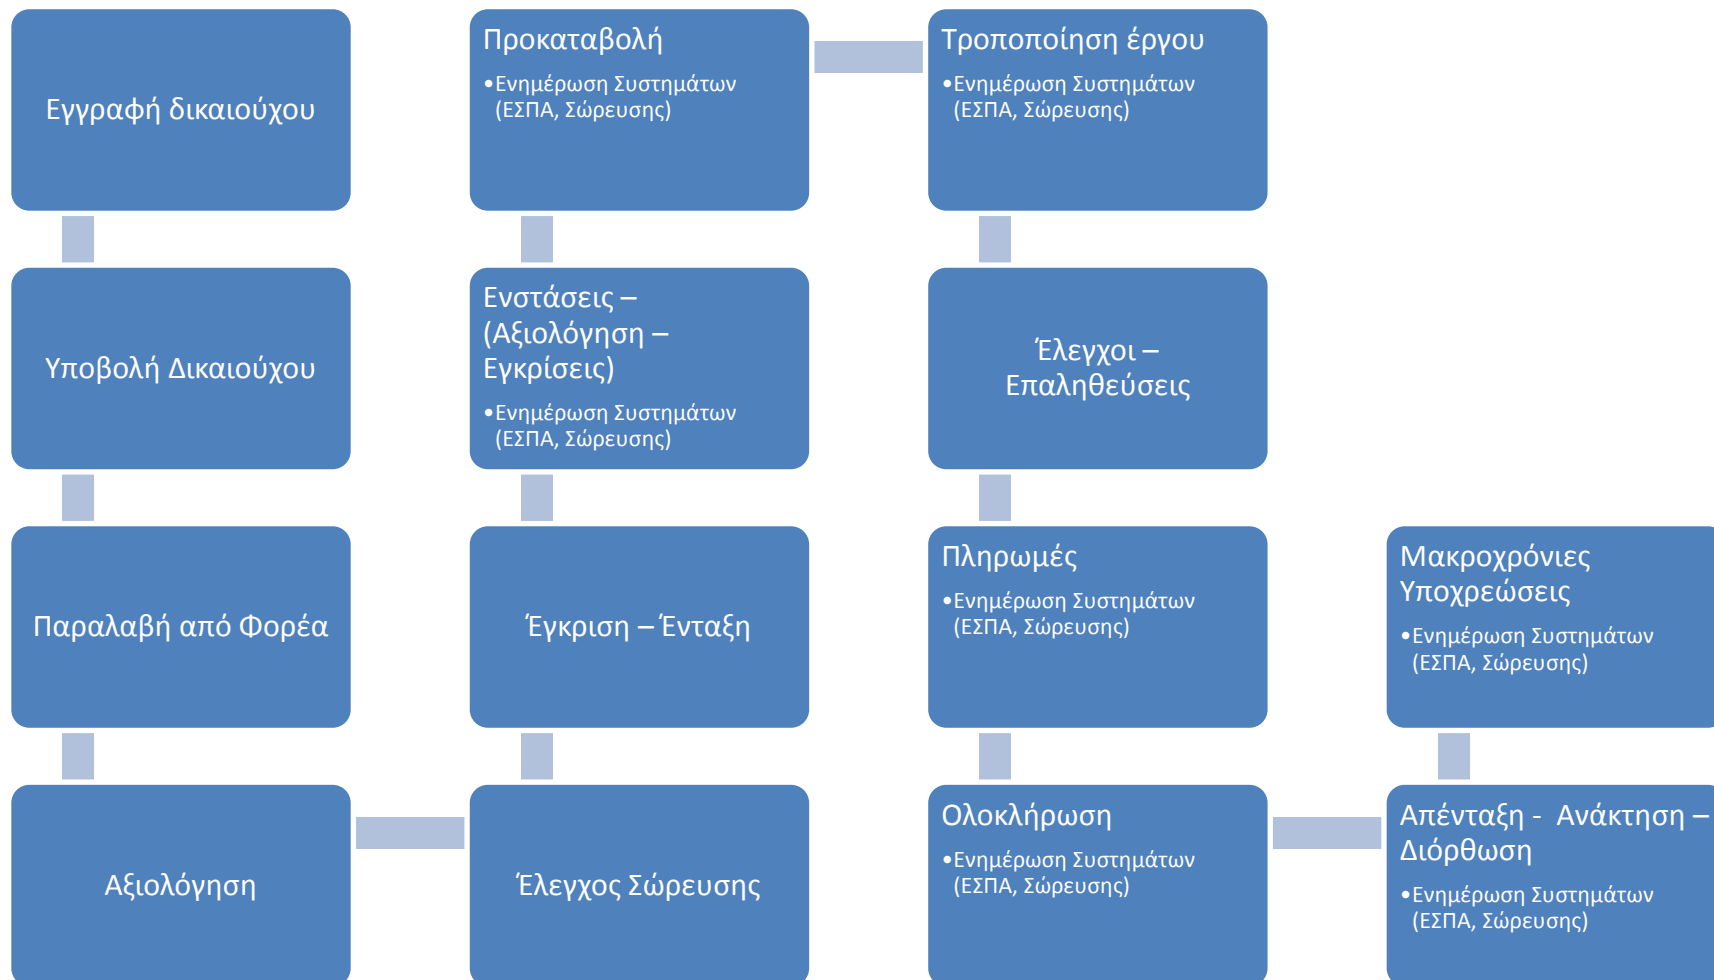 Εγγραφή δικαιούχου
Υποβολή Δικαιούχου
Παραλαβή από Φορέα
Αξιολόγηση
Έλεγχος Σώρευσης
Έγκριση – Ένταξη
Ενστάσεις –
(Αξιολόγηση –
Εγκρίσεις)
•Ενημέρωση Συστημάτων
(ΕΣΠΑ, Σώρευσης)
Προκαταβολή
•Ενημέρωση Συστημάτων
(ΕΣΠΑ, Σώρευσης)
Τροποποίηση έργου
•Ενημέρωση Συστημάτων
(ΕΣΠΑ, Σώρευσης)
Έλεγχοι –
Επαληθεύσεις
Πληρωμές
•Ενημέρωση Συστημάτων
(ΕΣΠΑ, Σώρευσης)
Ολοκλήρωση
•Ενημέρωση Συστημάτων
(ΕΣΠΑ, Σώρευσης)
Απένταξη - Ανάκτηση –
Διόρθωση
•Ενημέρωση Συστημάτων
(ΕΣΠΑ, Σώρευσης)
Μακροχρόνιες
Υποχρεώσεις
•Ενημέρωση Συστημάτων
(ΕΣΠΑ, Σώρευσης)